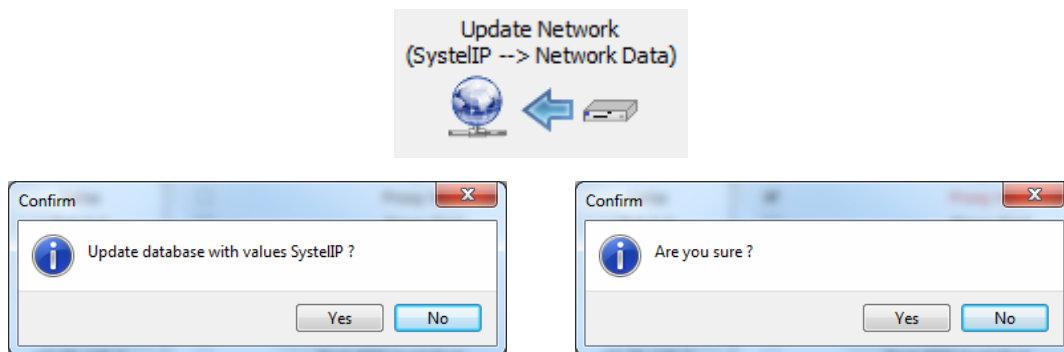 Update Network
(SystelIP --> Network Data)
Confirm
Update database with values SystelIP ?
Yes
No
Confirm
Are you sure ?
Yes
No